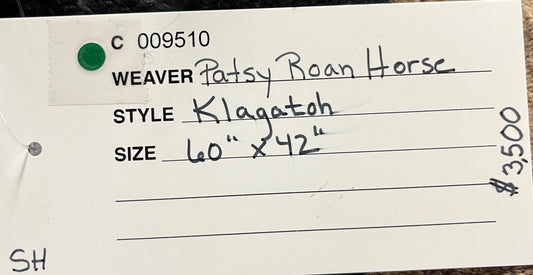 C 009510
WEAVER Patsy Roan Horse
STYLE Klagatoh
SIZE 60" x 42"
$3,500
SH